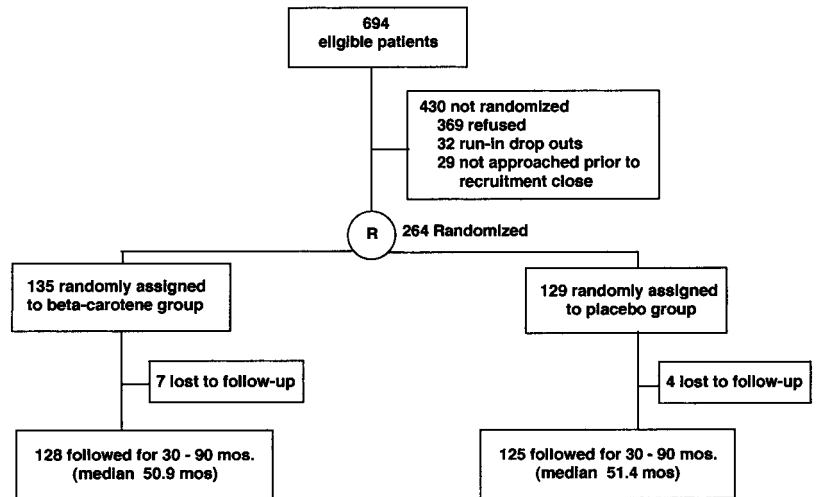 694
eligible patients
430 not randomized
369 refused
32 run-in drop outs
29 not approached prior to
recruitment close
R
264 Randomized
135 randomly assigned
to beta-carotene group
129 randomly assigned
to placebo group
7 lost to follow-up
4 lost to follow-up
128 followed for 30 - 90 mos.
(median 50.9 mos)
125 followed for 30 - 90 mos.
(median 51.4 mos)